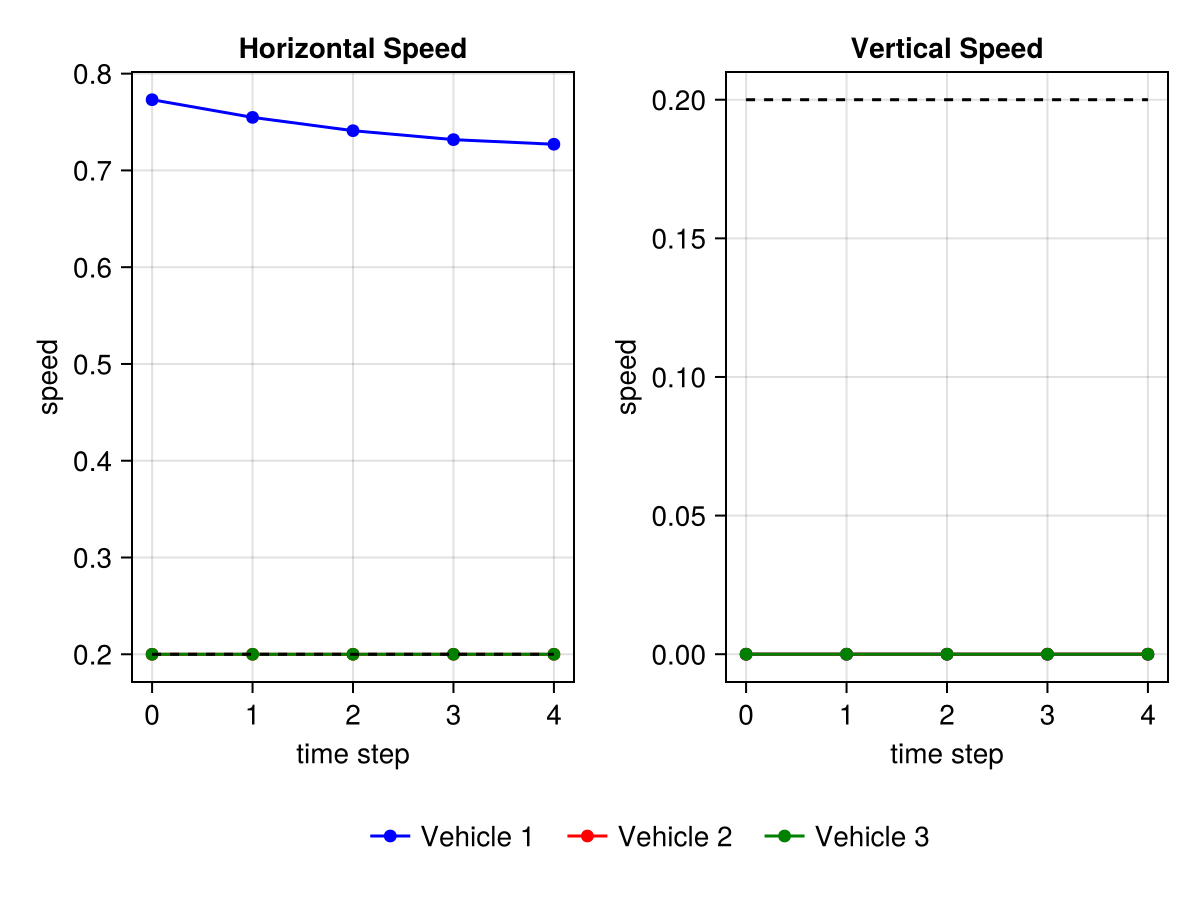 Horizontal Speed
0.8
0.7
0.6
0.5
0.4
0.3
0.2
speed
0 1 2 3 4
time step
Vertical Speed
0.20
0.15
0.10
0.05
0.00
speed
0 1 2 3 4
time step
Vehicle 1 Vehicle 2 Vehicle 3